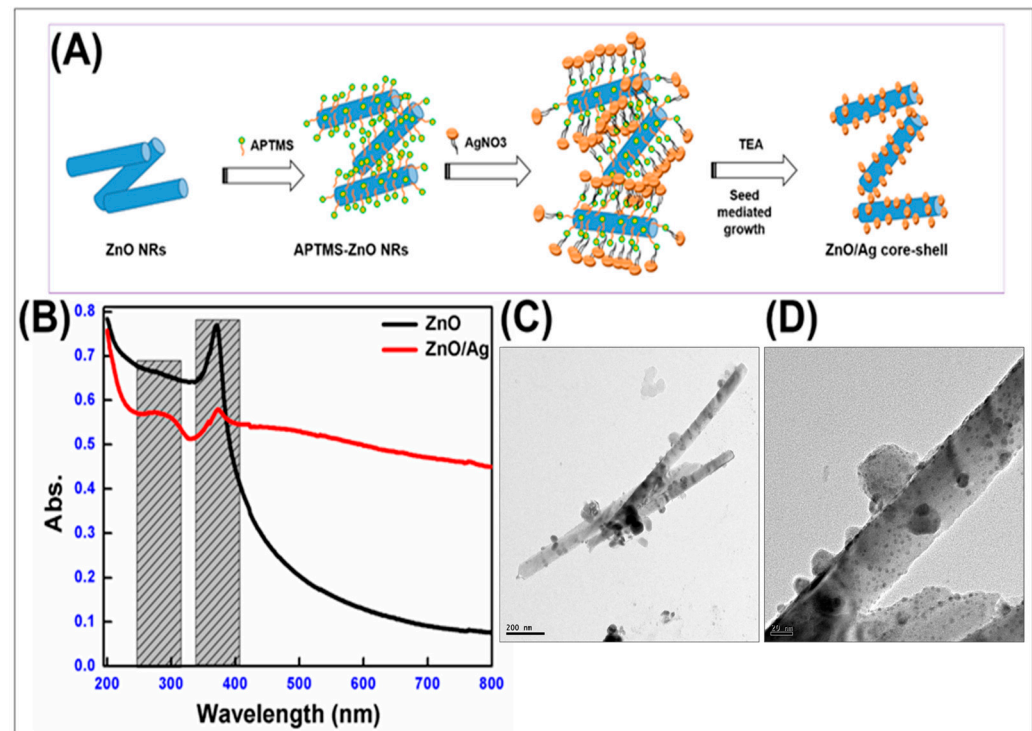 (A)
APTMS
AgNO3
TEA
Seed
mediated
growth
ZnO NRs
APTMS-ZnO NRs
ZnO/Ag core-shell
(B)
ZnO
ZnO/Ag
0.8
0.7
0.6
0.5
0.4
0.3
0.2
0.1
0.0
Abs.
200 300 400 500 600 700 800
Wavelength (nm)
(C)
200 nm
(D)
20 nm